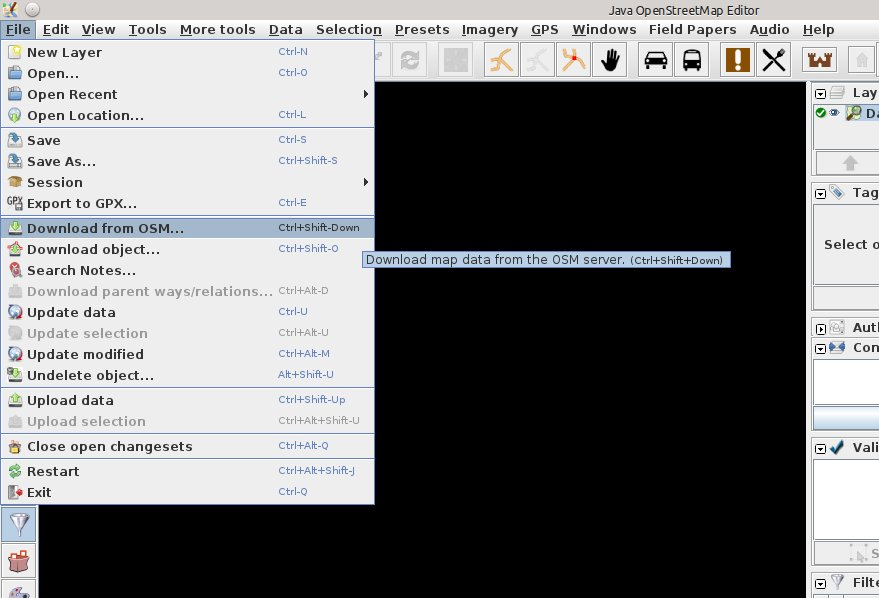 Java OpenStreetMap Editor
File Edit View Tools More tools Data Selection Presets Imagery GPS Windows Field Papers Audio Help
New Layer Ctrl-N
Open... Ctrl-O
Open Recent
Open Location... Ctrl-L
Save Ctrl-S
Save As... Ctrl+Shift-S
Session
GPX Export to GPX... Ctrl-E
Download from OSM... Ctrl+Shift-Down
Download object... Ctrl+Shift-O
Download map data from the OSM server. (Ctrl+Shift+Down)
Search Notes...
Download parent ways/relations... Ctrl+Alt-D
Update data Ctrl-U
Update selection Ctrl+Alt-U
Update modified Ctrl+Alt-M
Undelete object... Alt+Shift-U
Upload data Ctrl+Shift-Up
Upload selection Ctrl+Alt+Shift-U
Close open changesets Ctrl+Alt-Q
Restart Ctrl+Alt+Shift-J
Exit Ctrl-Q
Lay
Da
Tag
Select o
Auth
Con
Vali
S
Filte